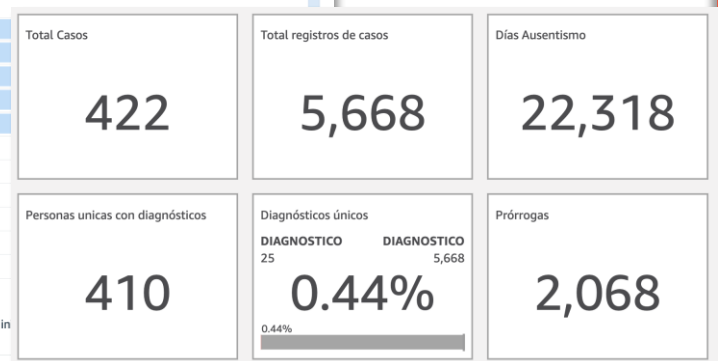 Total Casos
422
Total registros de casos
5,668
Días Ausentismo
22,318
Personas unicas con diagnósticos
410
Diagnósticos únicos
DIAGNOSTICO DIAGNOSTICO
25 5,668
0.44%
0.44%
Prórrogas
2,068
in